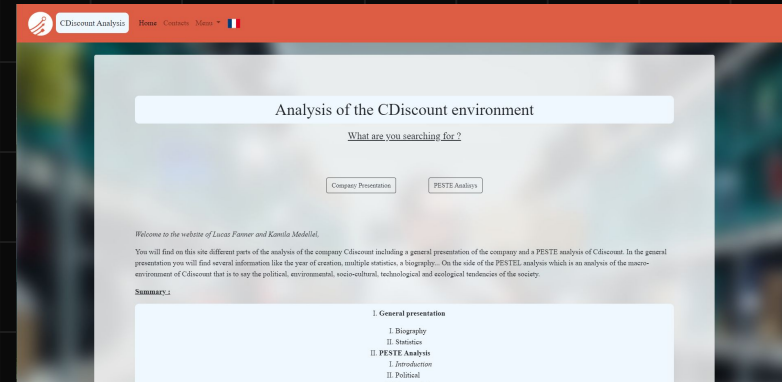 CDiscount Analysis Home Contacts Menu
Analysis of the CDiscount environment
What are you searching for ?
Company Presentation PESTE Analisys
Welcome to the website of Lucas Fanner and Kamila Medellel.
You will find on this site different parts of the analysis of the company Cdiscount including a general presentation of the company and a PESTE analysis of Cdiscount. In the general
presentation you will find several information like the year of creation, multiple statistics, a biography... On the side of the PESTEL analysis which is an analysis of the macro-
environment of Cdiscount that is to say the political, environmental, socio-cultural, technological and ecological tendencies of the society.
Summary :
I. General presentation
I. Biography
II. Statistics
II. PESTE Analysis
I. Introduction
II. Political